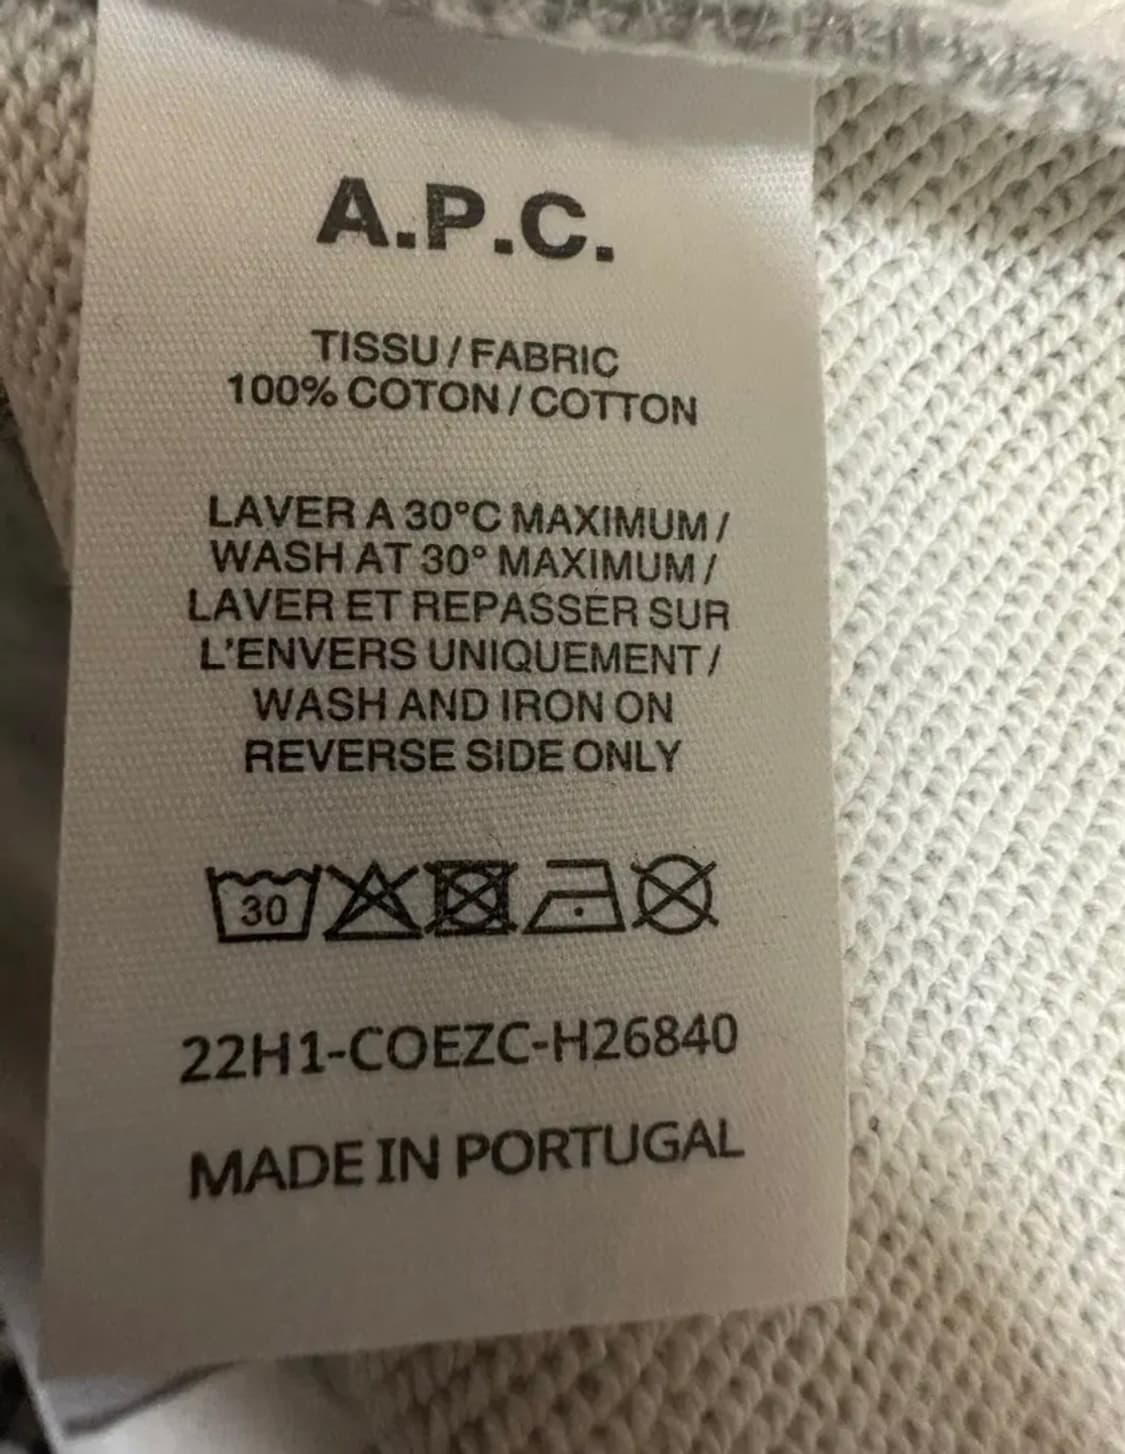 A.P.C.
TISSU / FABRIC
100% COTON / COTTON
LAVER A 30°C MAXIMUM /
WASH AT 30° MAXIMUM /
LAVER ET REPASSER SUR
L'ENVERS UNIQUEMENT /
WASH AND IRON ON
REVERSE SIDE ONLY
30
22H1-COEZC-H26840
MADE IN PORTUGAL